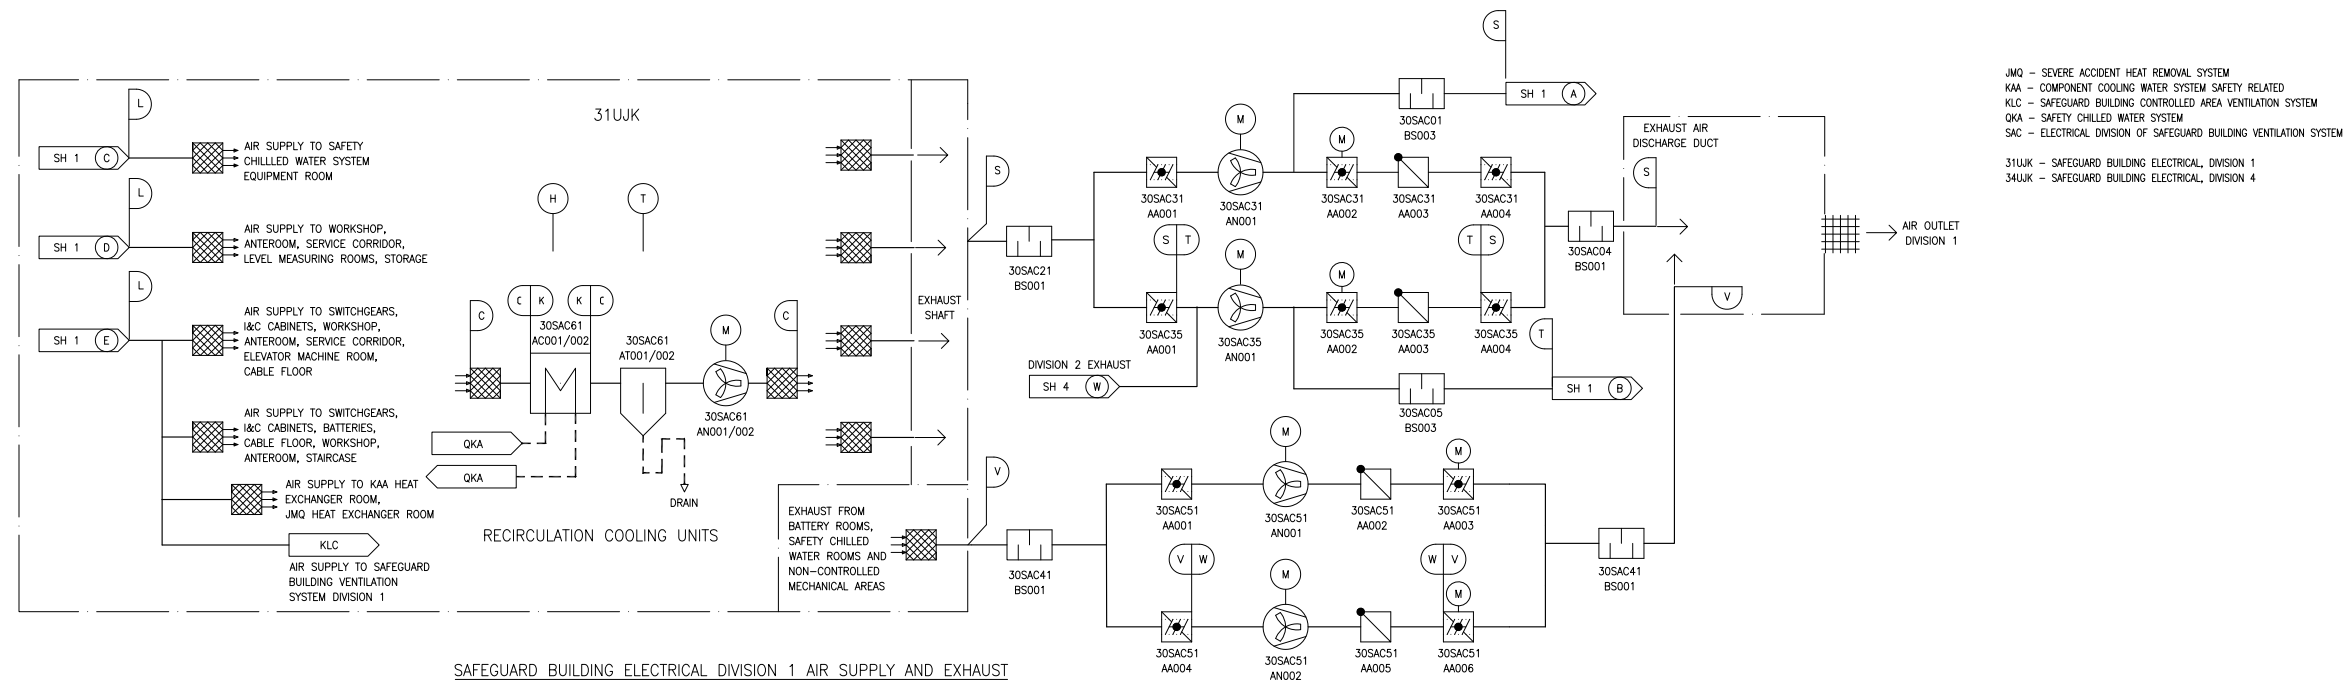 S
JMQ – SEVERE ACCIDENT HEAT REMOVAL SYSTEM
KAA – COMPONENT COOLING WATER SYSTEM SAFETY RELATED
KLC – SAFEGUARD BUILDING CONTROLLED AREA VENTILATION SYSTEM
QKA – SAFETY CHILLED WATER SYSTEM
SAC – ELECTRICAL DIVISION OF SAFEGUARD BUILDING VENTILATION SYSTEM
31UJK – SAFEGUARD BUILDING ELECTRICAL, DIVISION 1
34UJK – SAFEGUARD BUILDING ELECTRICAL, DIVISION 4
31UJK
L
SH 1 C
AIR SUPPLY TO SAFETY
CHILLLED WATER SYSTEM
EQUIPMENT ROOM
L
SH 1 D
AIR SUPPLY TO WORKSHOP,
ANTEROOM, SERVICE CORRIDOR,
LEVEL MEASURING ROOMS, STORAGE
L
SH 1 E
AIR SUPPLY TO SWITCHGEARS,
I&C CABINETS, WORKSHOP,
ANTEROOM, SERVICE CORRIDOR,
ELEVATOR MACHINE ROOM,
CABLE FLOOR
AIR SUPPLY TO SWITCHGEARS,
I&C CABINETS, BATTERIES,
CABLE FLOOR, WORKSHOP,
ANTEROOM, STAIRCASE
AIR SUPPLY TO KAA HEAT
EXCHANGER ROOM,
JMQ HEAT EXCHANGER ROOM
KLC
AIR SUPPLY TO SAFEGUARD
BUILDING VENTILATION
SYSTEM DIVISION 1
H
T
C
C K
K C
30SAC61
AC001/002
30SAC61
AT001/002
M
30SAC61
AN001/002
C
QKA
QKA
DRAIN
RECIRCULATION COOLING UNITS
EXHAUST
SHAFT
EXHAUST FROM
BATTERY ROOMS,
SAFETY CHILLED
WATER ROOMS AND
NON-CONTROLLED
MECHANICAL AREAS
S
30SAC21
BS001
V
30SAC41
BS001
SH 1 A
30SAC01
BS003
30SAC31
AA001
M
30SAC31
AN001
M
30SAC31
AA002
30SAC31
AA003
30SAC31
AA004
S T
T S
30SAC35
AA001
M
30SAC35
AN001
M
30SAC35
AA002
30SAC35
AA003
30SAC35
AA004
T
DIVISION 2 EXHAUST
SH 4 W
30SAC05
BS003
SH 1 B
30SAC04
BS001
EXHAUST AIR
DISCHARGE DUCT
S
V
AIR OUTLET
DIVISION 1
30SAC51
AA001
M
30SAC51
AN001
30SAC51
AA002
M
30SAC51
AA003
V W
W V
30SAC51
AA004
M
30SAC51
AN002
30SAC51
AA005
M
30SAC51
AA006
30SAC41
BS001
SAFEGUARD BUILDING ELECTRICAL DIVISION 1 AIR SUPPLY AND EXHAUST